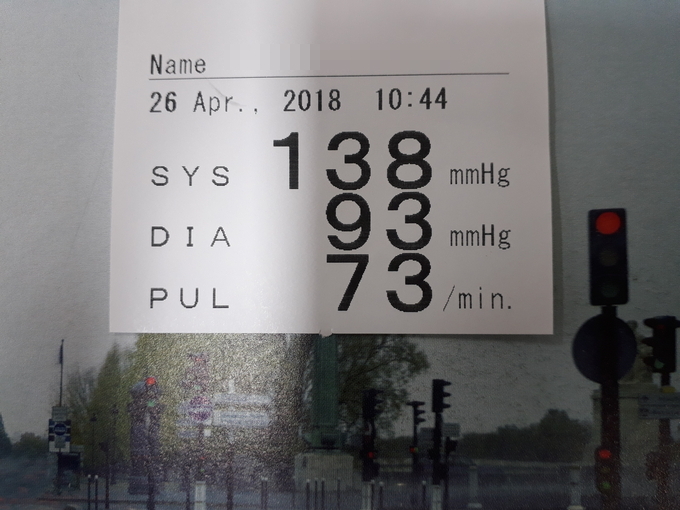 Name
26 Apr., 2018 10:44
SYS 138 mmHg
DIA 93 mmHg
PUL 73 /min.